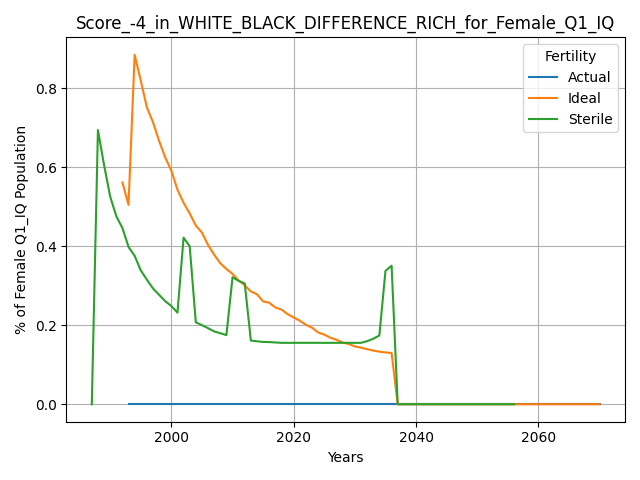 Score_-4_in_WHITE_BLACK_DIFFERENCE_RICH_for_Female_Q1_IQ
Fertility
Actual
Ideal
Sterile
% of Female Q1_IQ Population
0.8
0.6
0.4
0.2
0.0
2000
2020
2040
2060
Years